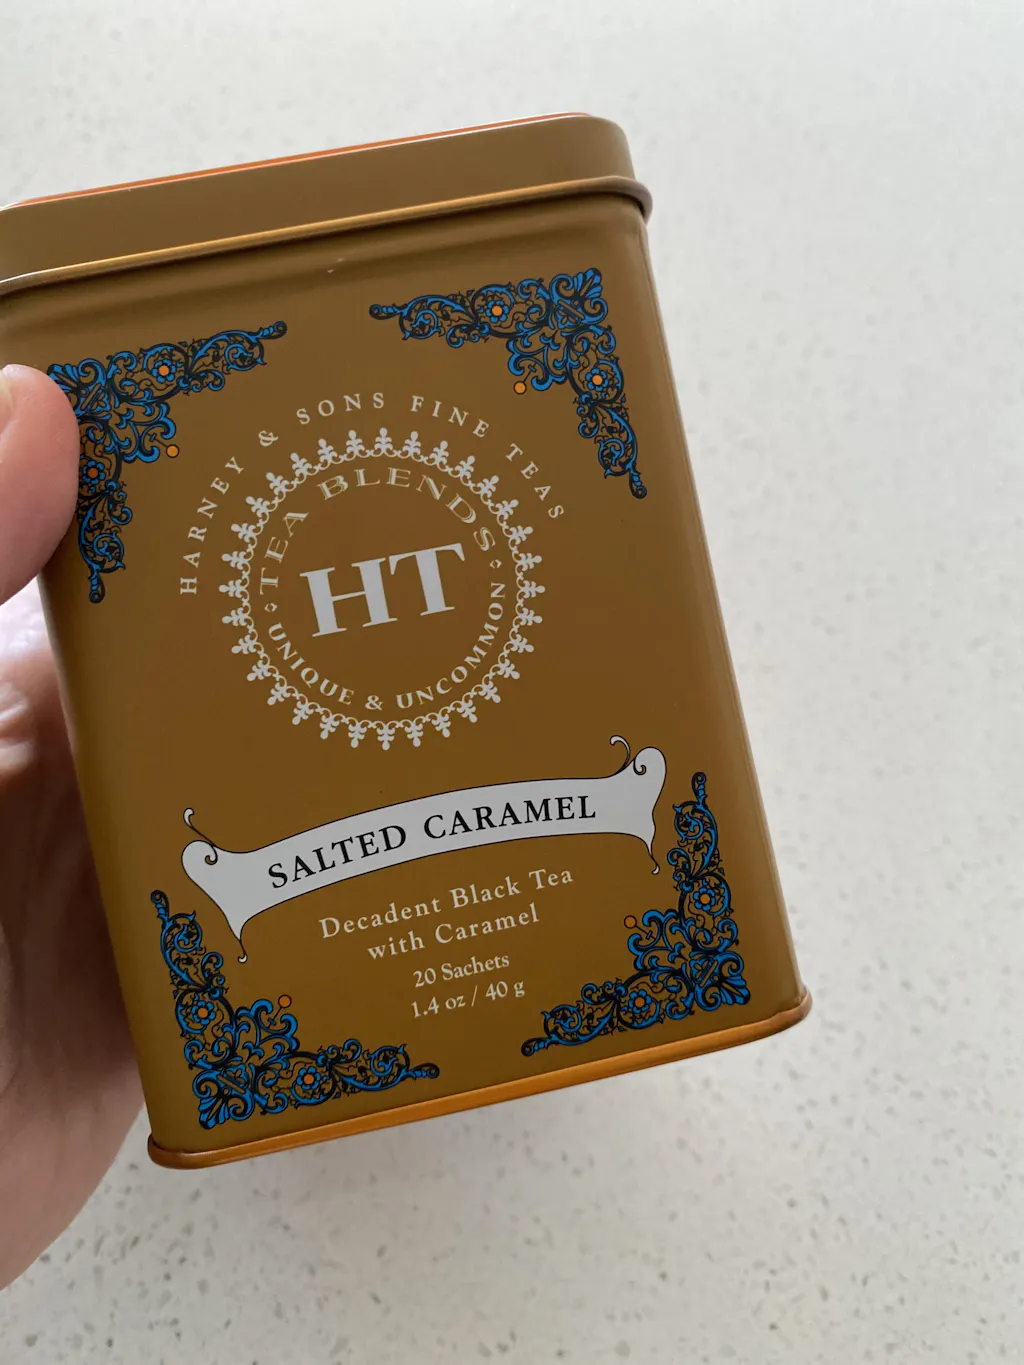 HARNEY & SONS FINE TEAS
TEA BLENDS
HT
UNIQUE & UNCOMMON
SALTED CARAMEL
Decadent Black Tea
with Caramel
20 Sachets
1.4 oz / 40 g